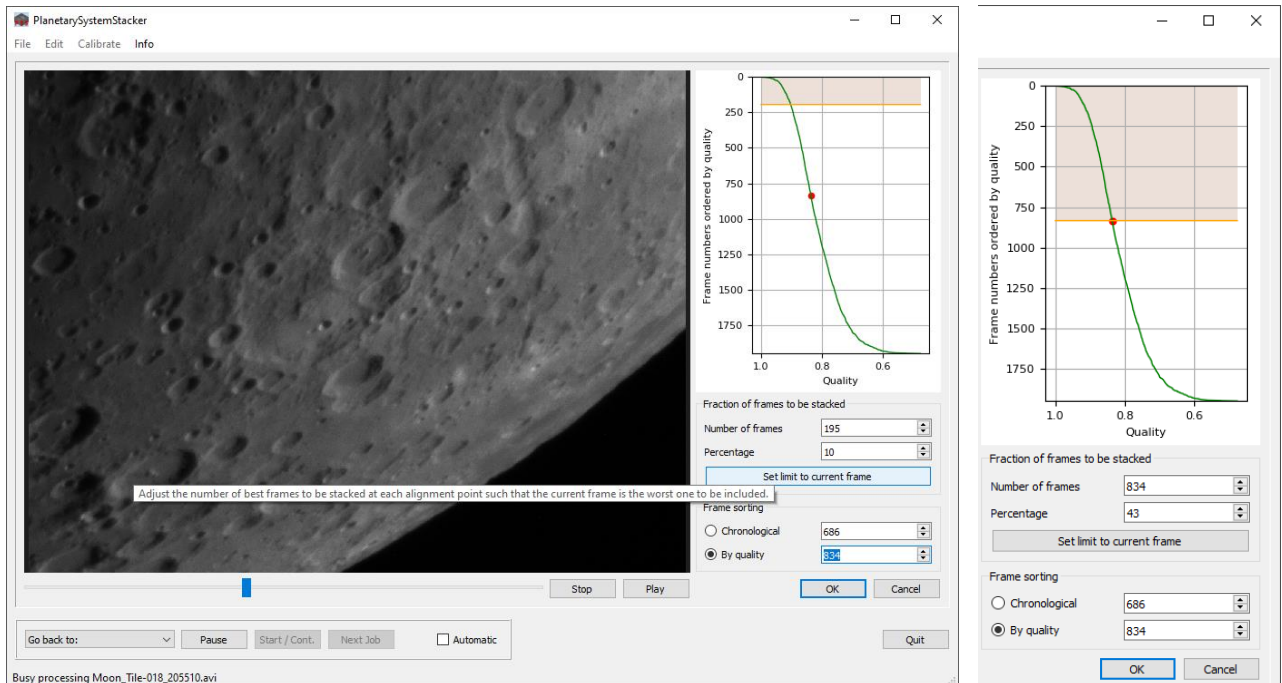 PlanetarySystemStacker
File Edit Calibrate Info
0
250
500
750
1000
1250
1500
1750
Frame numbers ordered by quality
1.0 0.8 0.6
Quality
Fraction of frames to be stacked
Number of frames 195
Percentage 10
Set limit to current frame
Adjust the number of best frames to be stacked at each alignment point such that the current frame is the worst one to be included.
Frame sorting
Chronological 686
By quality 834
Stop Play OK Cancel
Go back to: Pause Start / Cont. Next Job Automatic Quit
Busy processing Moon_Tile-018_205510.avi
0
250
500
750
1000
1250
1500
1750
Frame numbers ordered by quality
1.0 0.8 0.6
Quality
Fraction of frames to be stacked
Number of frames 834
Percentage 43
Set limit to current frame
Frame sorting
Chronological 686
By quality 834
OK Cancel